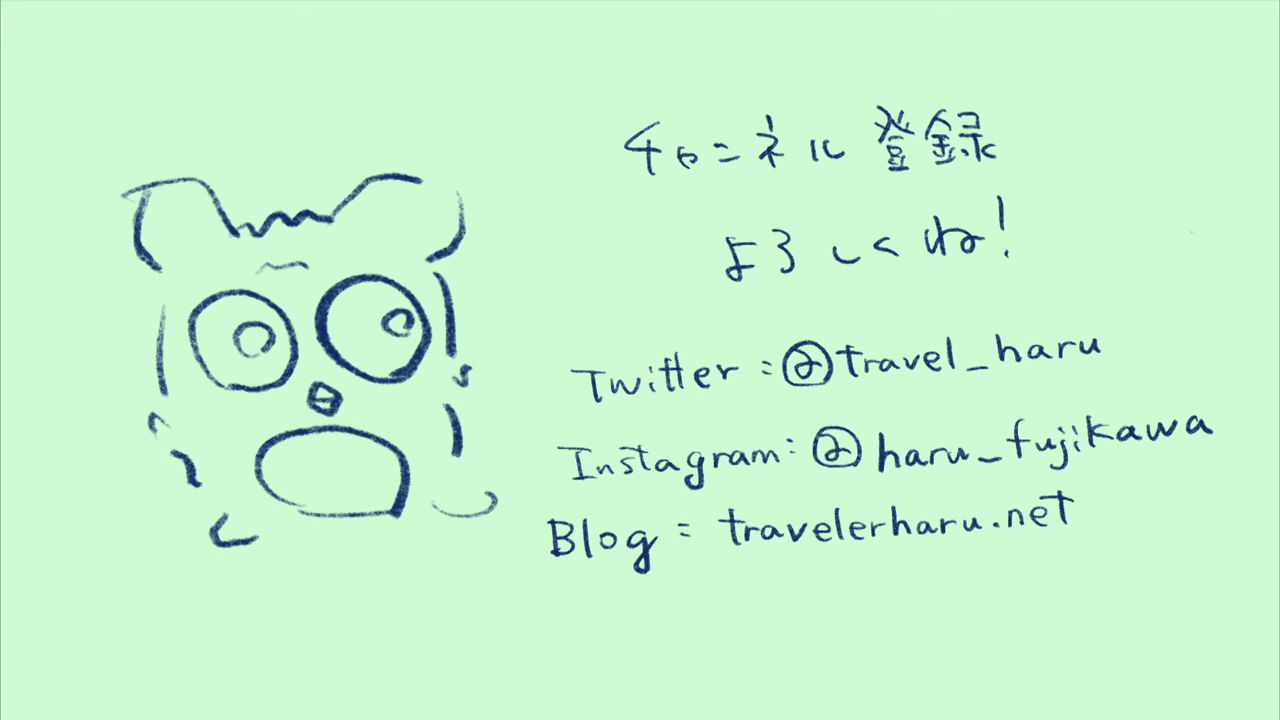 チャンネル登録
よろしくね!
Twitter:@travel_haru
Instagram:@haru_fujikawa
Blog:travelerharu.net